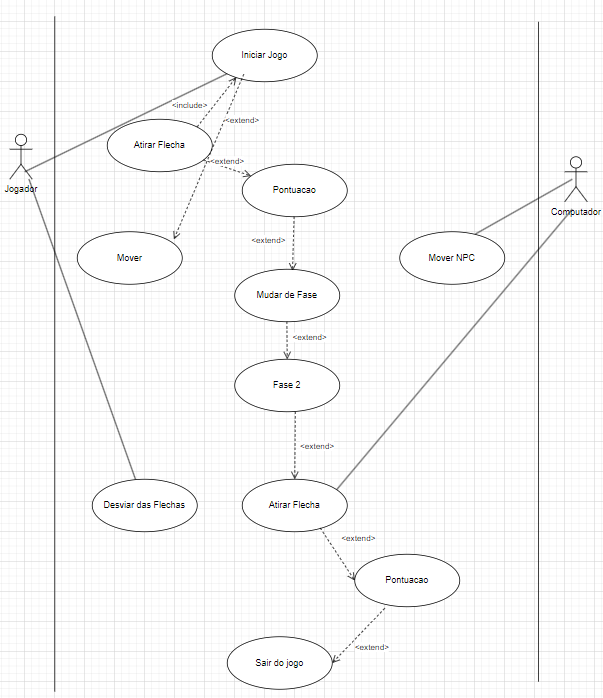 Iniciar Jogo
<include>
<extend>
Atirar Flecha
<extend>
Jogador
Pontuacao
Computador
<extend>
Mover
Mover NPC
Mudar de Fase
<extend>
Fase 2
<extend>
Desviar das Flechas
Atirar Flecha
<extend>
Pontuacao
<extend>
Sair do jogo